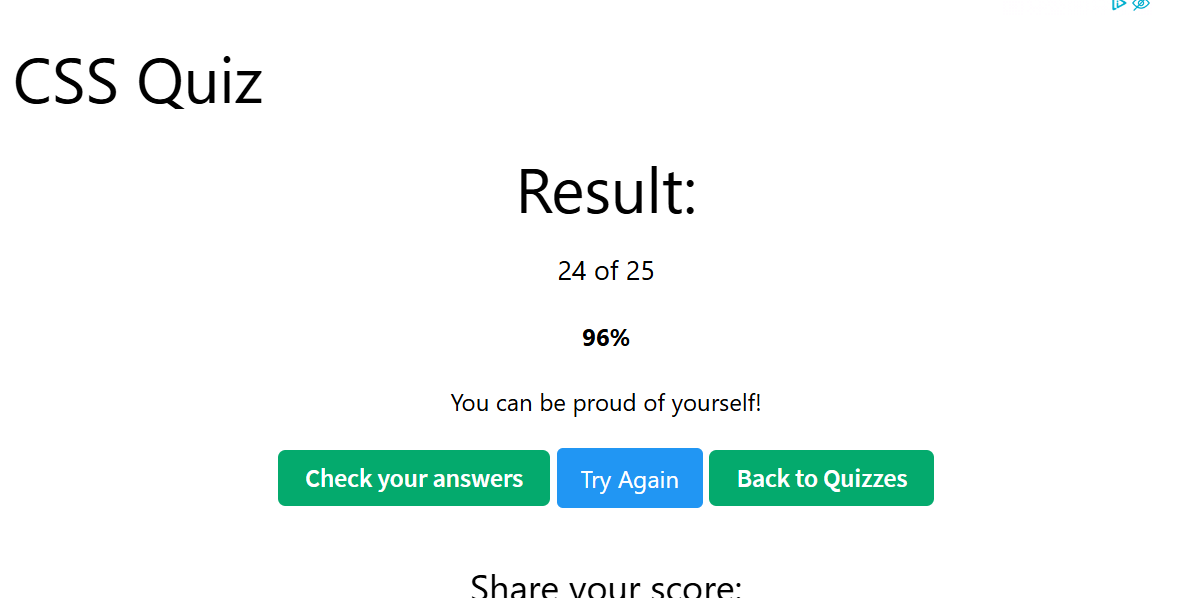 CSS Quiz
Result:
24 of 25
96%
You can be proud of yourself!
Check your answers
Try Again
Back to Quizzes
Share your score: